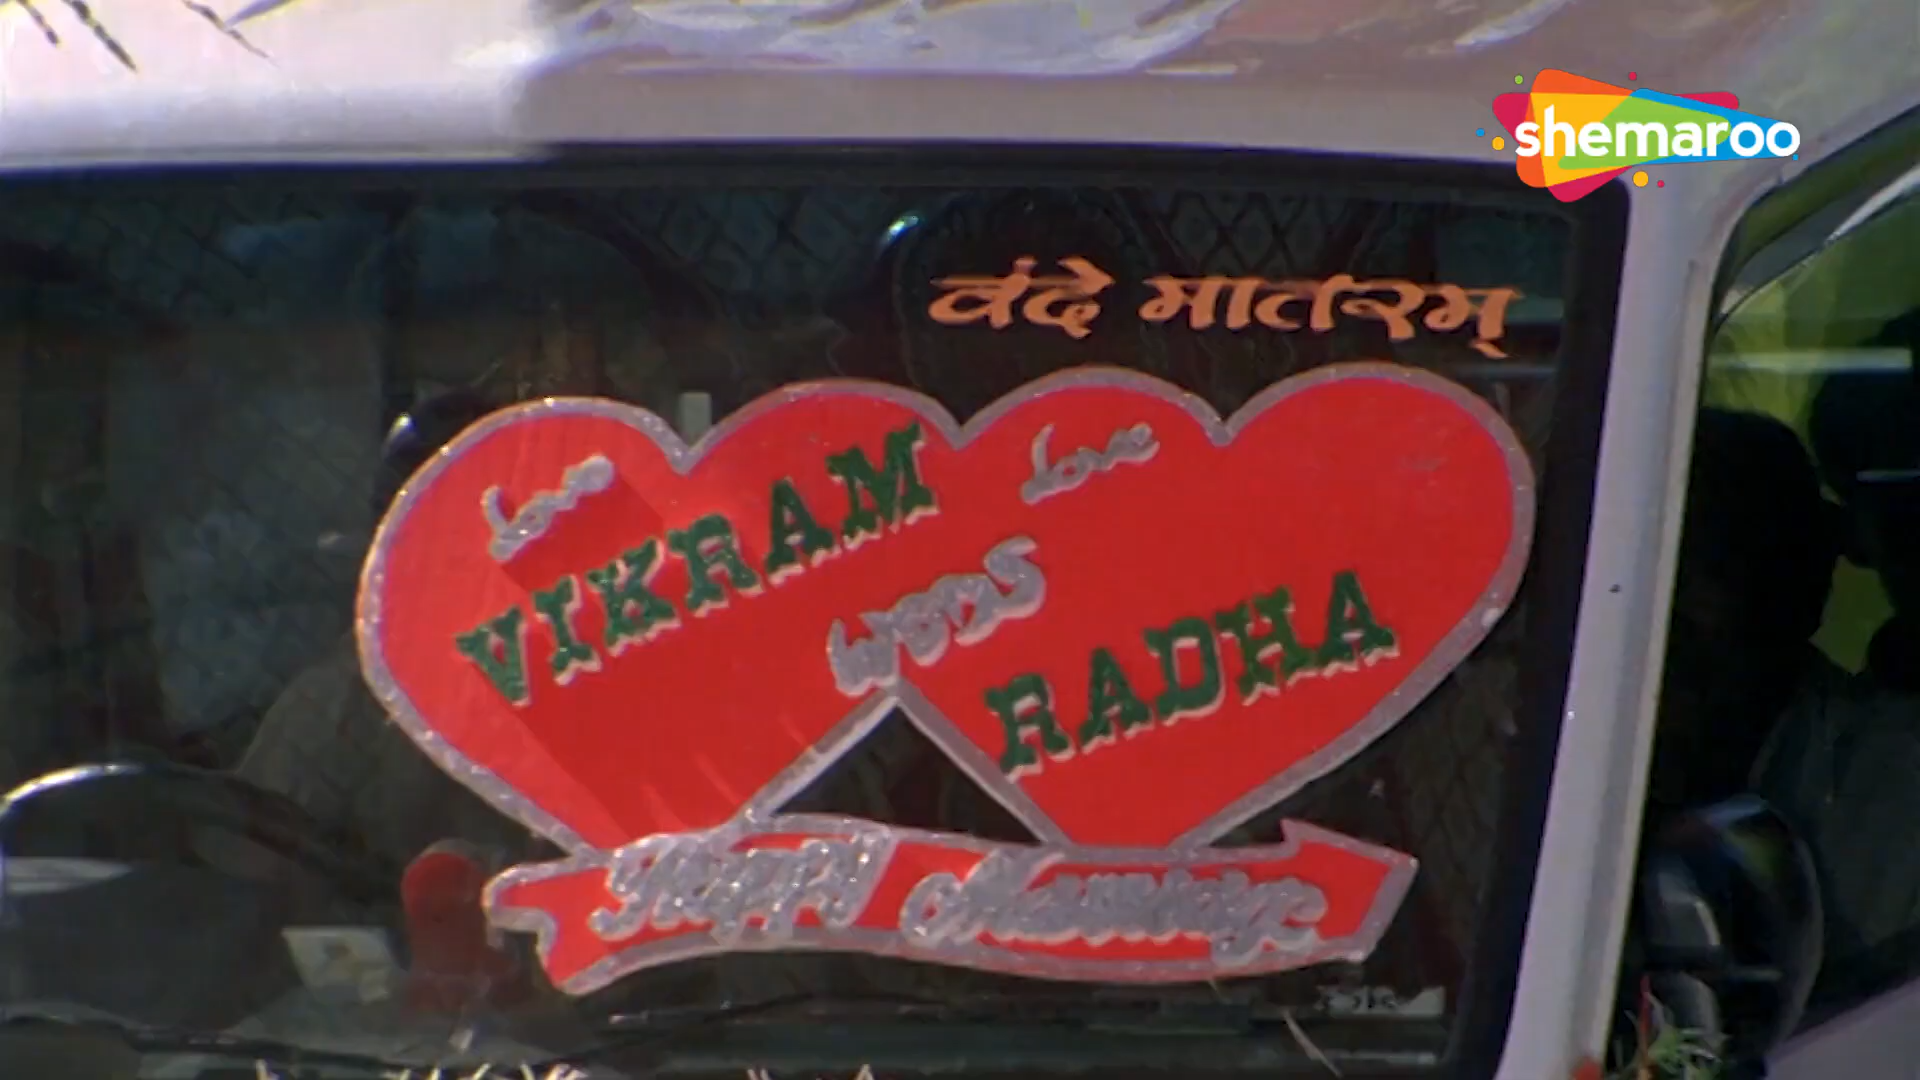 shemaroo
वंदे मातरम्
love
love
VIKRAM
weds
RADHA
Happy Marriage